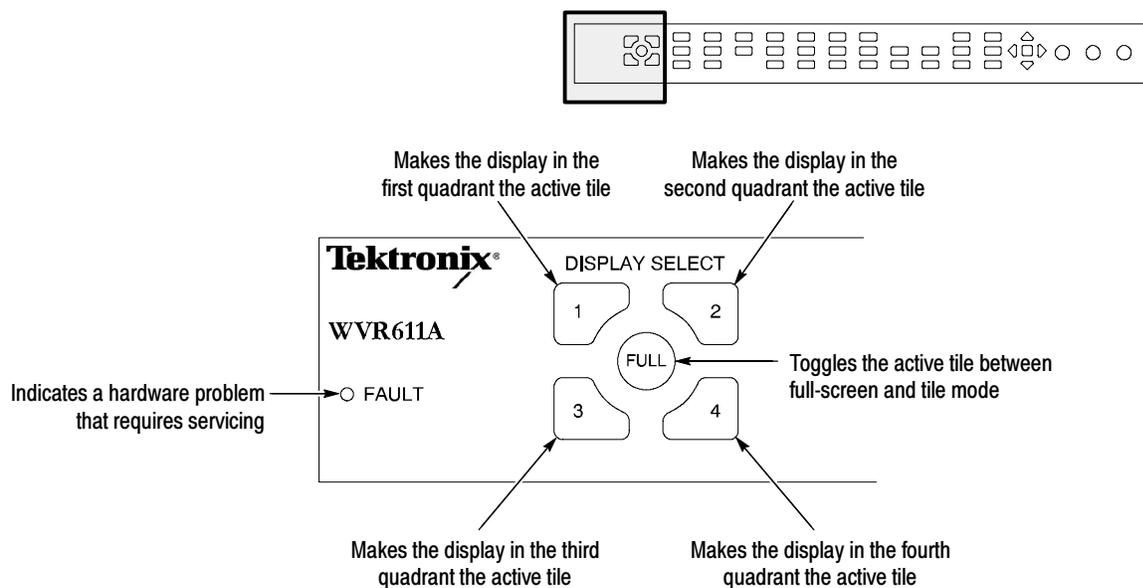 Makes the display in the
first quadrant the active tile
Makes the display in the
second quadrant the active tile
Tektronix®
DISPLAY SELECT
1
2
WVR611A
FULL
Toggles the active tile between
full-screen and tile mode
Indicates a hardware problem
that requires servicing
FAULT
3
4
Makes the display in the third
quadrant the active tile
Makes the display in the fourth
quadrant the active tile